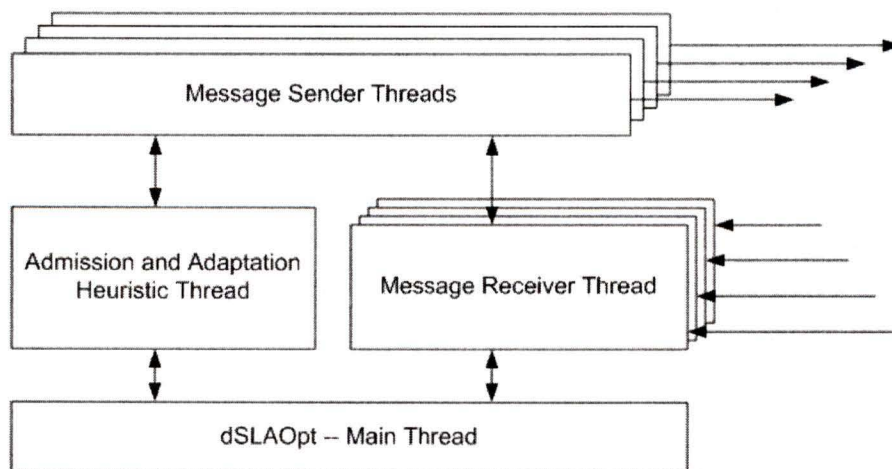 Message Sender Threads
Admission and Adaptation
Heuristic Thread
Message Receiver Thread
dSLAOpt -- Main Thread